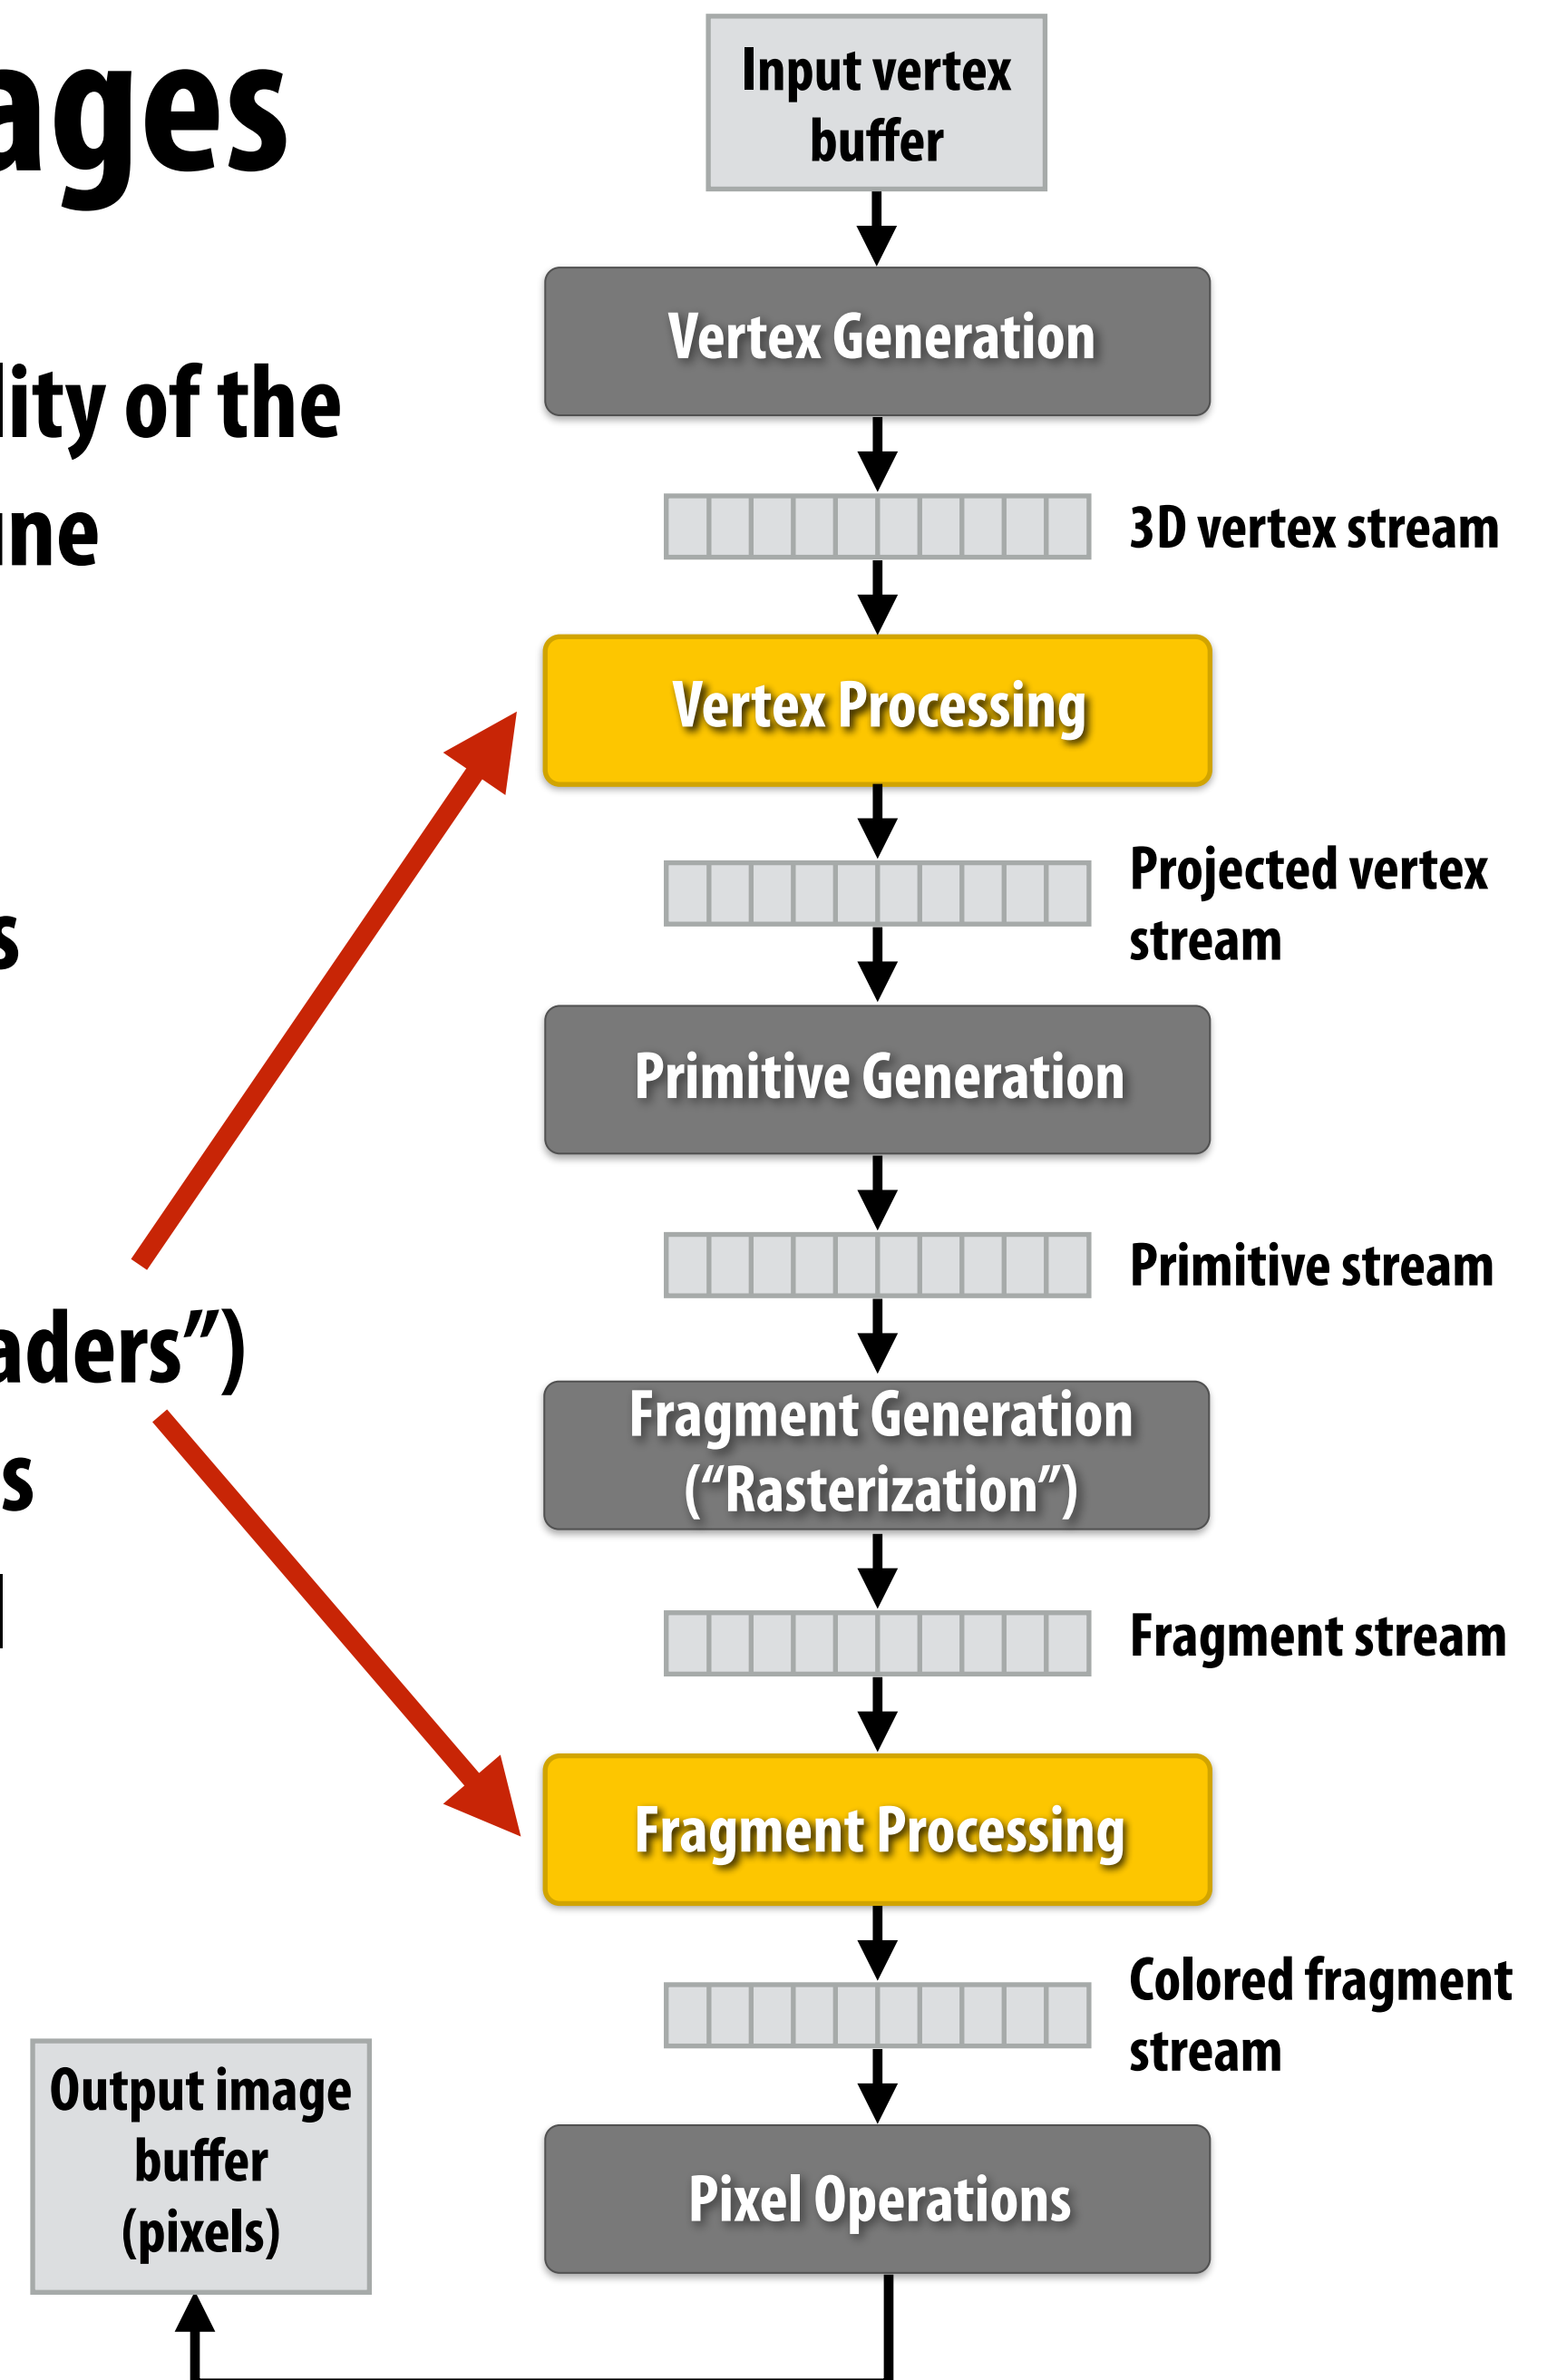 ages
lity of the
ne
s
aders”)
s
Input vertex
buffer
Vertex Generation
3D vertex stream
Vertex Processing
Projected vertex
stream
Primitive Generation
Primitive stream
Fragment Generation
(“Rasterization”)
Fragment stream
Fragment Processing
Colored fragment
stream
Pixel Operations
Output image
buffer
(pixels)